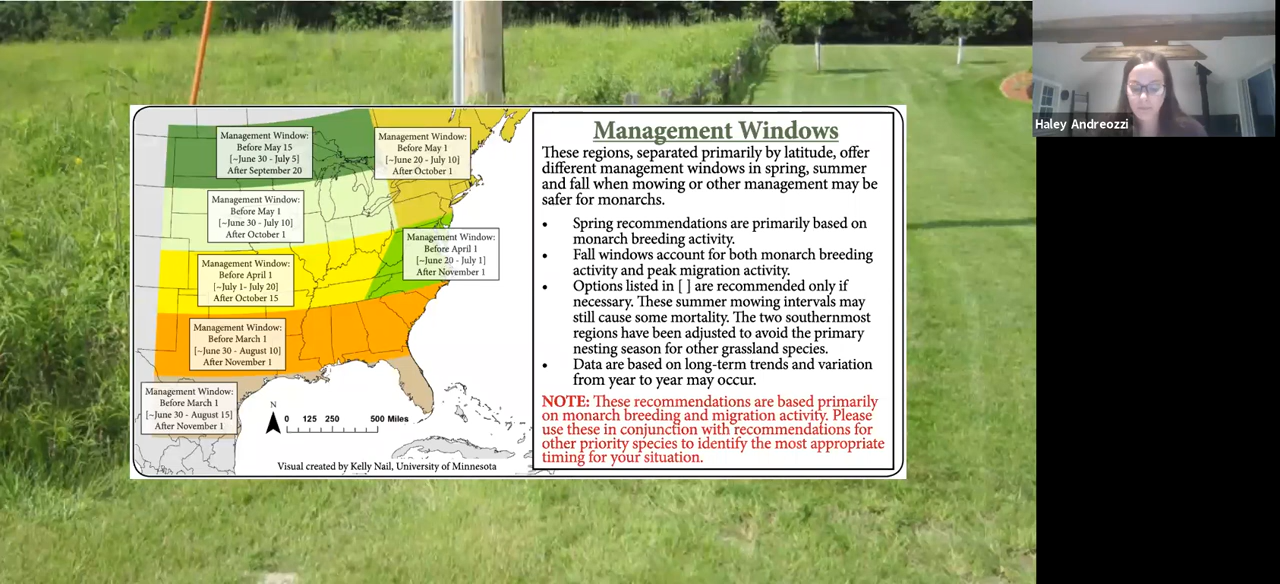 Management Window:
Before May 15
[~June 30 - July 5]
After September 20
Management Window:
Before May 1
[~June 20 - July 10]
After October 1
Management Window:
Before May 1
[~June 30 - July 10]
After October 1
Management Window:
Before April 1
[~June 20 - July 1]
After November 1
Management Window:
Before April 1
[~July 1- July 20]
After October 15
Management Window:
Before March 1
[~June 30 - August 10]
After November 1
Management Window:
Before March 1
[~June 30 - August 15]
After November 1
N
0 125 250 500 Miles
Visual created by Kelly Nail, University of Minnesota
Management Windows
These regions, separated primarily by latitude, offer
different management windows in spring, summer
and fall when mowing or other management may be
safer for monarchs.
• Spring recommendations are primarily based on
monarch breeding activity.
• Fall windows account for both monarch breeding
activity and peak migration activity.
• Options listed in [ ] are recommended only if
necessary. These summer mowing intervals may
still cause some mortality. The two southernmost
regions have been adjusted to avoid the primary
nesting season for other grassland species.
• Data are based on long-term trends and variation
from year to year may occur.
NOTE: These recommendations are based primarily
on monarch breeding and migration activity. Please
use these in conjunction with recommendations for
other priority species to identify the most appropriate
timing for your situation.
Haley Andreozzi